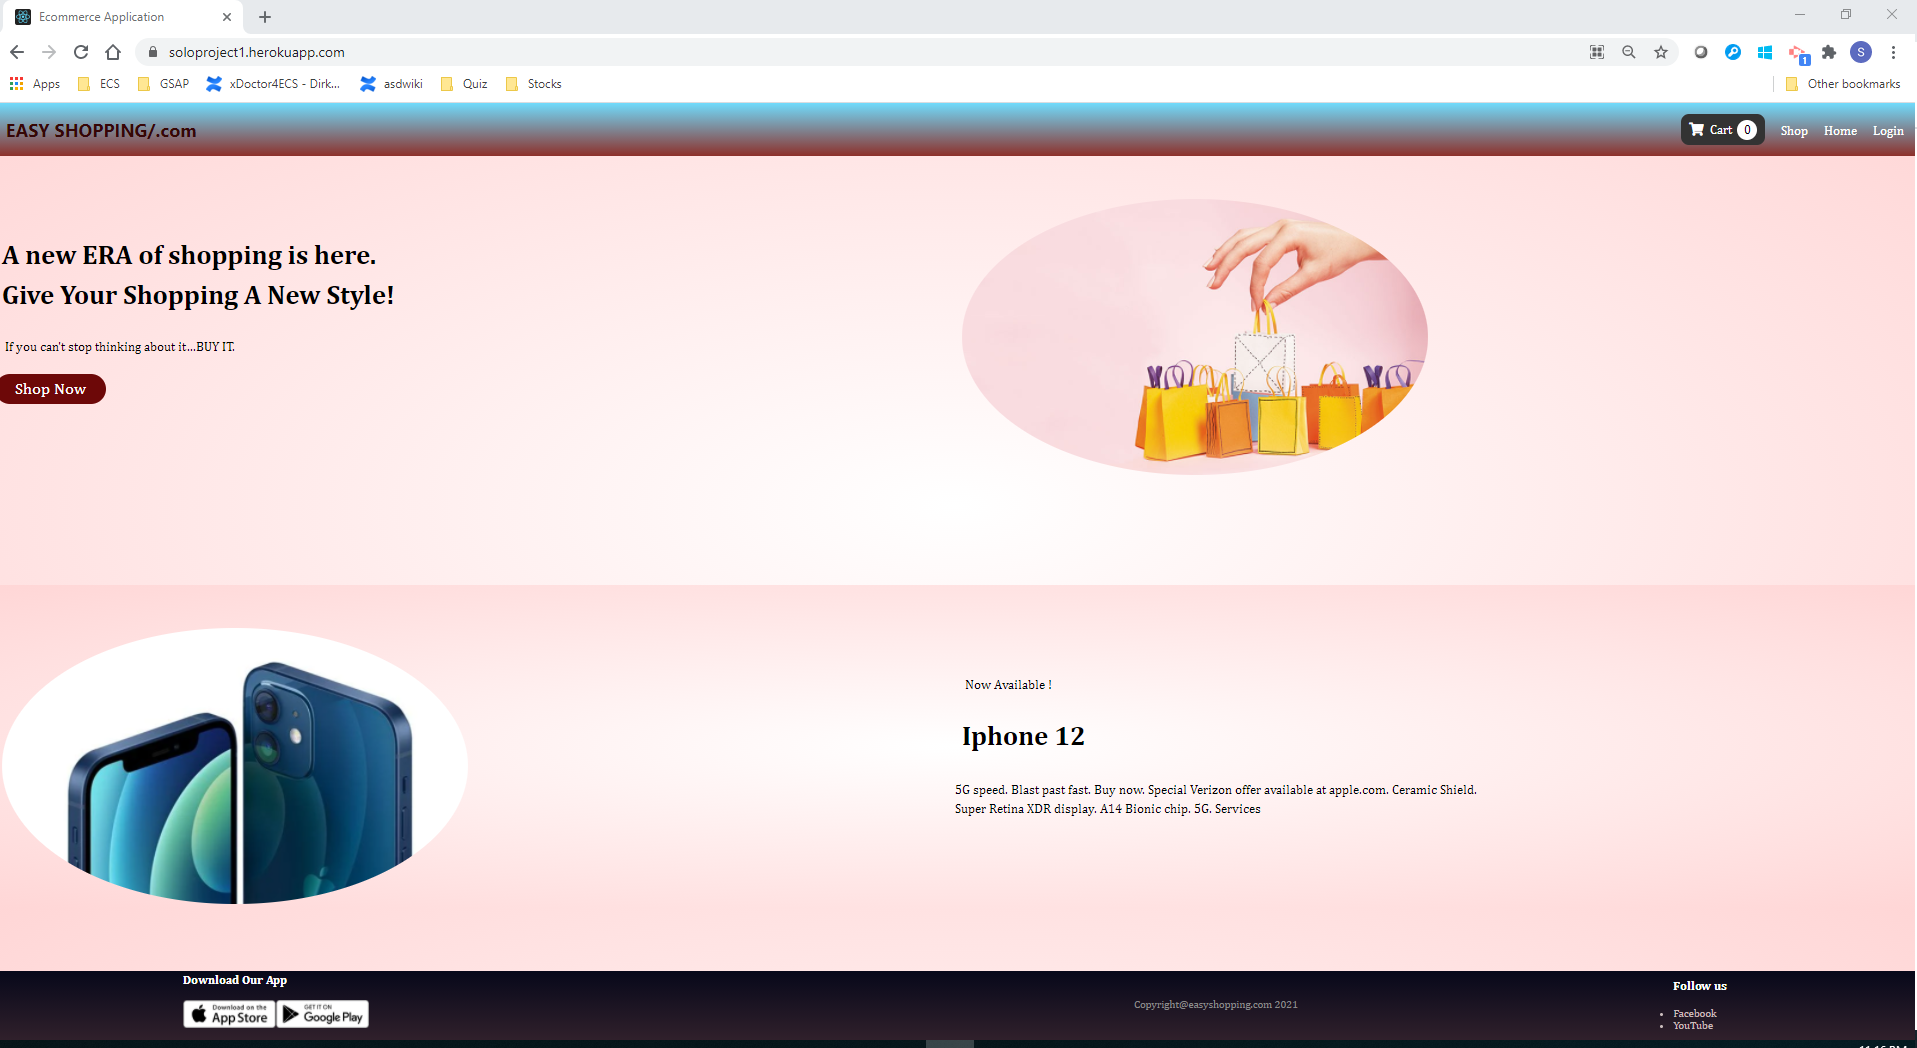 Ecommerce Application
soloproject1.herokuapp.com
S
1
Apps ECS GSAP xDoctor4ECS - Dirk... asdwiki Quiz Stocks Other bookmarks
EASY SHOPPING/.com
Cart 0 Shop Home Login
A new ERA of shopping is here.
Give Your Shopping A New Style!
If you can't stop thinking about it...BUY IT.
Shop Now
Now Available !
Iphone 12
5G speed. Blast past fast. Buy now. Special Verizon offer available at apple.com. Ceramic Shield.
Super Retina XDR display. A14 Bionic chip. 5G. Services
Download Our App
Download on the
App Store
GET IT ON
Google Play
Copyright@easyshopping.com 2021
Follow us
Facebook
YouTube